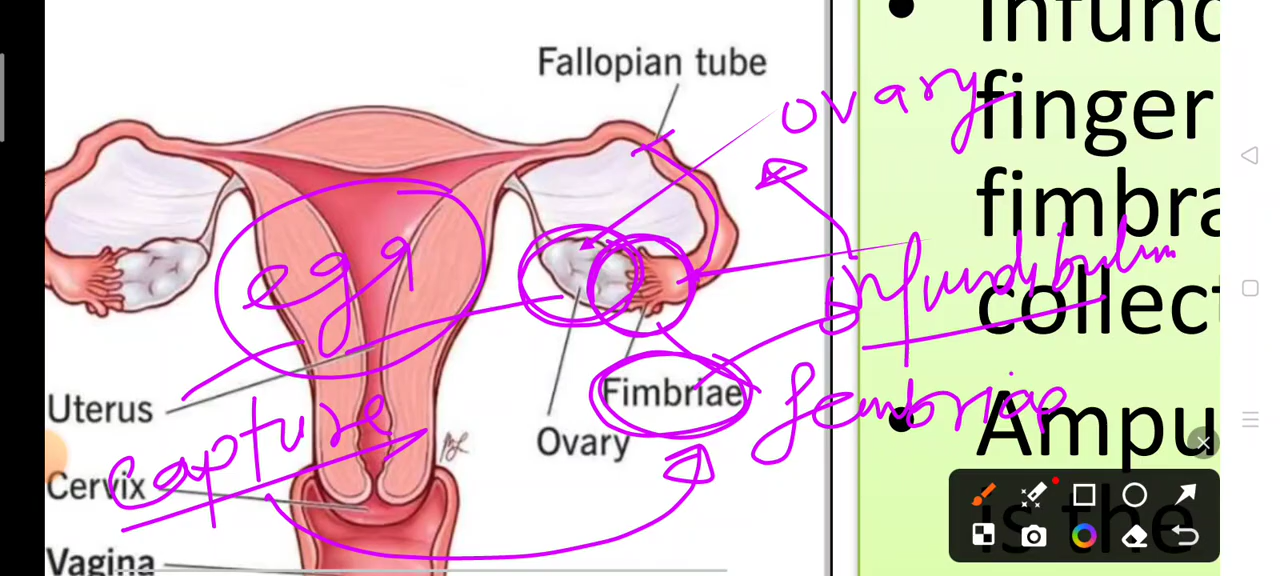 Fallopian tube
ovary
egg
infundibulum
Fimbriae
fembriae
Uterus
Ovary
capture
Cervix
Vagina
Infund
finger
fimbra
collect
Ampu
is the